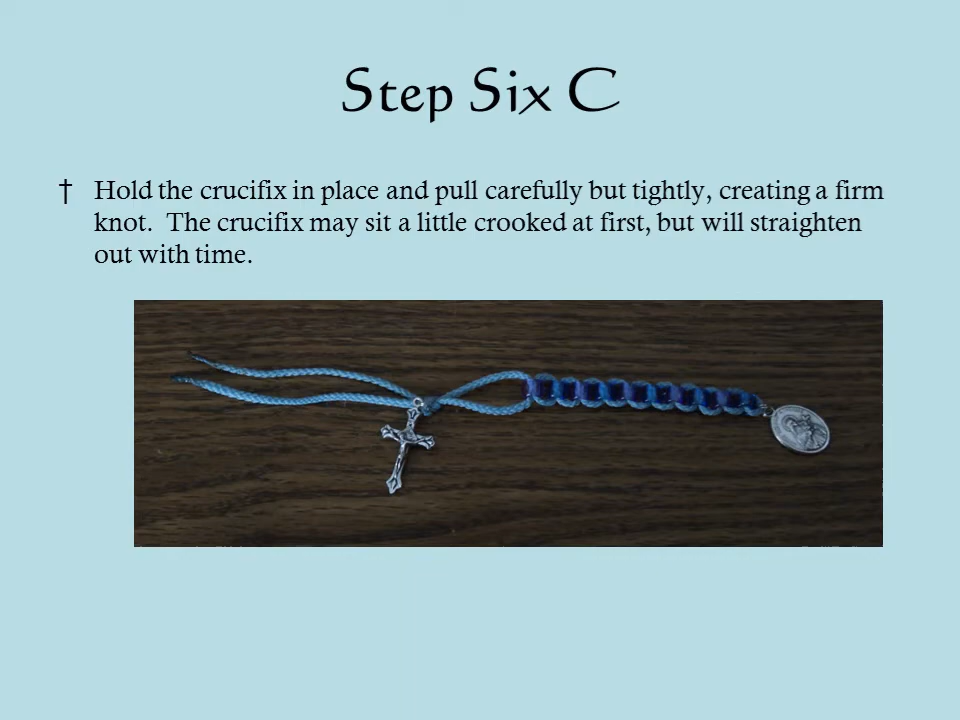 Step Six C
† Hold the crucifix in place and pull carefully but tightly, creating a firm
knot.  The crucifix may sit a little crooked at first, but will straighten
out with time.